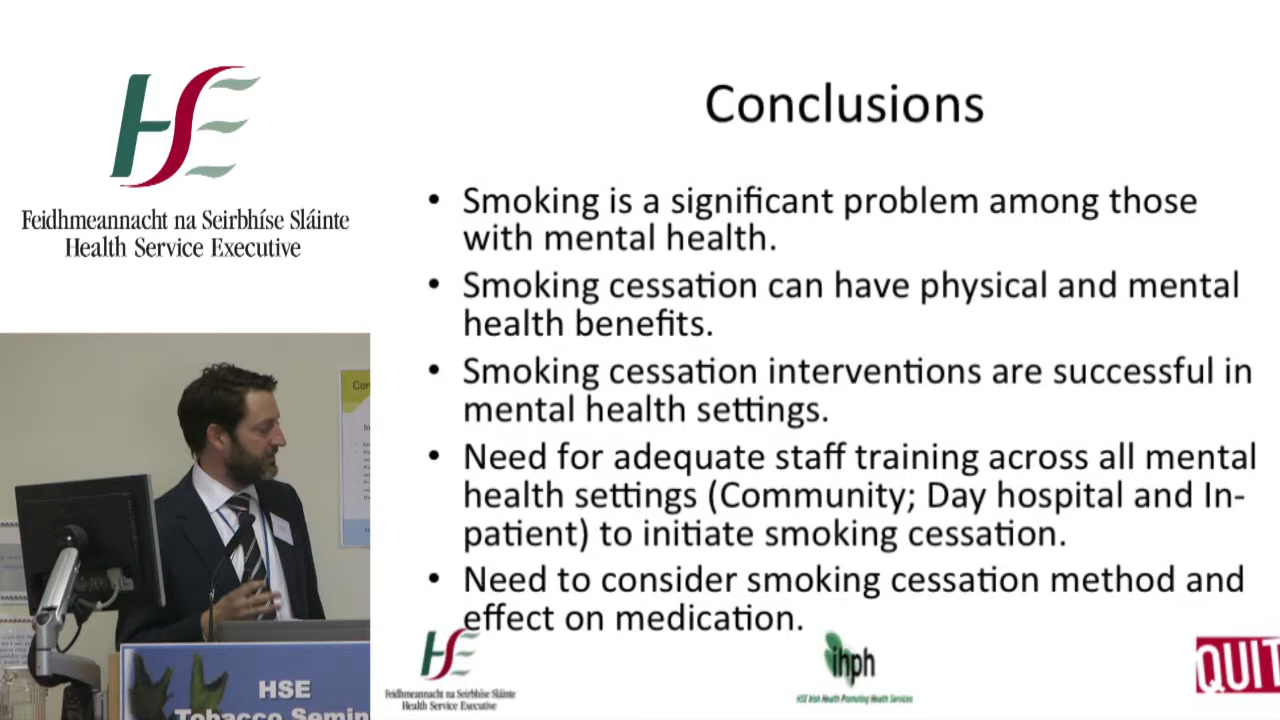 HSE
Feidhmeannacht na Seirbhíse Sláinte
Health Service Executive
Conclusions
• Smoking is a significant problem among those
with mental health.
• Smoking cessation can have physical and mental
health benefits.
• Smoking cessation interventions are successful in
mental health settings.
• Need for adequate staff training across all mental
health settings (Community; Day hospital and In-
patient) to initiate smoking cessation.
• Need to consider smoking cessation method and
effect on medication.
HSE
Feidhmeannacht na Seirbhíse Sláinte
Health Service Executive
ihph
HSE Irish Health Promoting Health Services
QUIT
HSE
Tobacco Semin